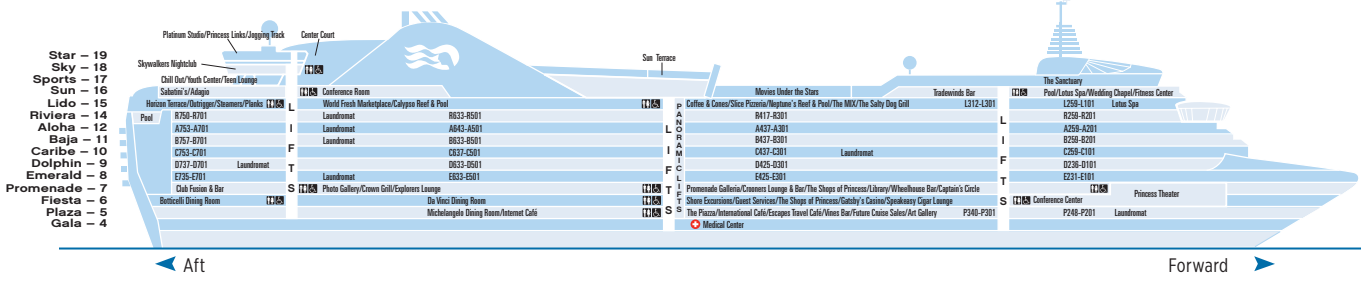 Platinum Studio/Princess Links/Jogging Track
Center Court
Star – 19
Sky – 18
Skywalkers Nightclub
Sun Terrace
Sports – 17
Chill Out/Youth Center/Teen Lounge
The Sanctuary
Sun – 16
Sabatini's/Adagio
Conference Room
Movies Under the Stars
Tradewinds Bar
Pool/Lotus Spa/Wedding Chapel/Fitness Center
Lido – 15
Horizon Terrace/Outrigger/Steamers/Planks
World Fresh Marketplace/Calypso Reef & Pool
Coffee & Cones/Slice Pizzeria/Neptune's Reef & Pool/The MIX/The Salty Dog Grill
L312-L301
L259-L101
Lotus Spa
Riviera – 14
Pool
R750-R701
Laundromat
R633-R501
R417-R301
R259-R201
Aloha – 12
A753-A701
Laundromat
A643-A501
A437-A301
A259-A201
Baja – 11
B757-B701
Laundromat
B633-B501
B437-B301
B259-B201
Caribe – 10
C753-C701
C637-C501
C437-C301
Laundromat
C259-C101
Dolphin – 9
D737-D701
Laundromat
D633-D501
D425-D301
D236-D101
Emerald – 8
E735-E701
Laundromat
E633-E501
E425-E301
E231-E101
Promenade – 7
Club Fusion & Bar
Photo Gallery/Crown Grill/Explorers Lounge
Promenade Galleria/Crooners Lounge & Bar/The Shops of Princess/Library/Wheelhouse Bar/Captain's Circle
Princess Theater
Fiesta – 6
Botticelli Dining Room
Da Vinci Dining Room
Shore Excursions/Guest Services/The Shops of Princess/Gatsby's Casino/Speakeasy Cigar Lounge
Conference Center
Plaza – 5
Michelangelo Dining Room/Internet Café
The Piazza/International Café/Escapes Travel Café/Vines Bar/Future Cruise Sales/Art Gallery
P340-P301
P248-P201
Laundromat
Gala – 4
Medical Center
LIFTS
LIFTS
PANORAMIC LIFTS
LIFTS
Aft
Forward